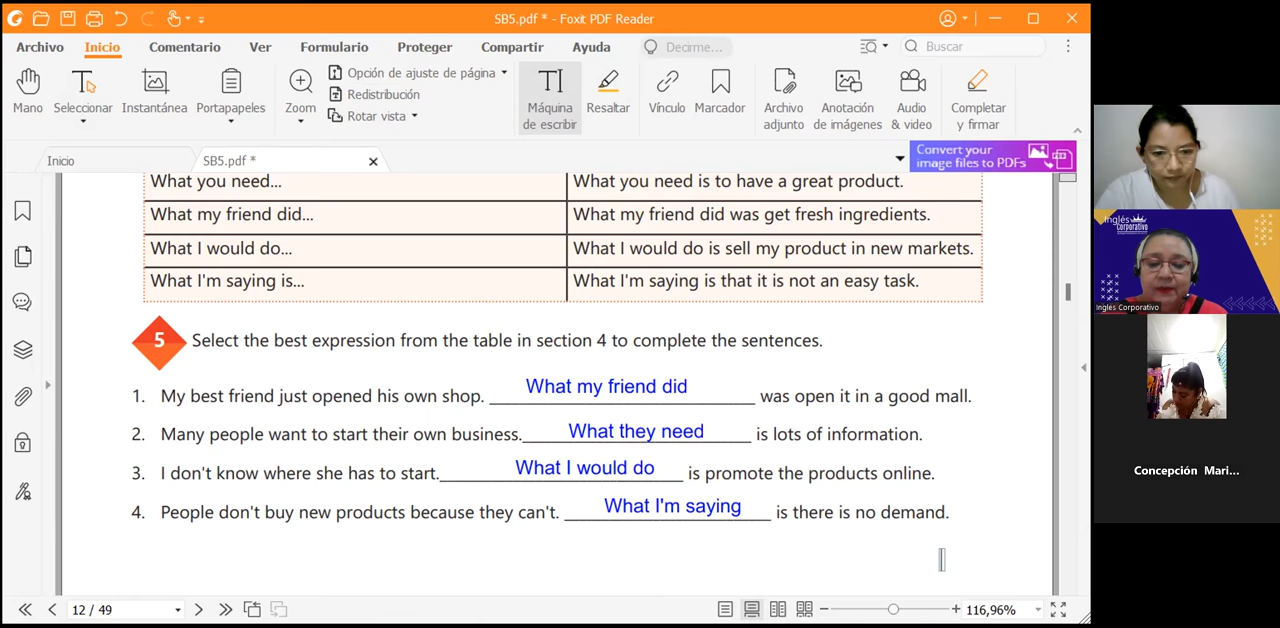 SB5.pdf * - Foxit PDF Reader
Archivo Inicio Comentario Ver Formulario Proteger Compartir Ayuda Decirme... Buscar
Mano Seleccionar Instantánea Portapapeles Zoom
Opción de ajuste de página
Redistribución
Rotar vista
Máquina de escribir
Resaltar Vínculo Marcador
Archivo adjunto
Anotación de imágenes
Audio & video
Completar y firmar
Inicio SB5.pdf *
Convert your
image files to PDFs
What you need... What you need is to have a great product.
What my friend did... What my friend did was get fresh ingredients.
What I would do... What I would do is sell my product in new markets.
What I'm saying is... What I'm saying is that it is not an easy task.
5 Select the best expression from the table in section 4 to complete the sentences.
1. My best friend just opened his own shop. What my friend did was open it in a good mall.
2. Many people want to start their own business. What they need is lots of information.
3. I don't know where she has to start. What I would do is promote the products online.
4. People don't buy new products because they can't. What I'm saying is there is no demand.
12 / 49 116,96%
Inglés
Corporativo
Inglés Corporativo
Concepción Mari...